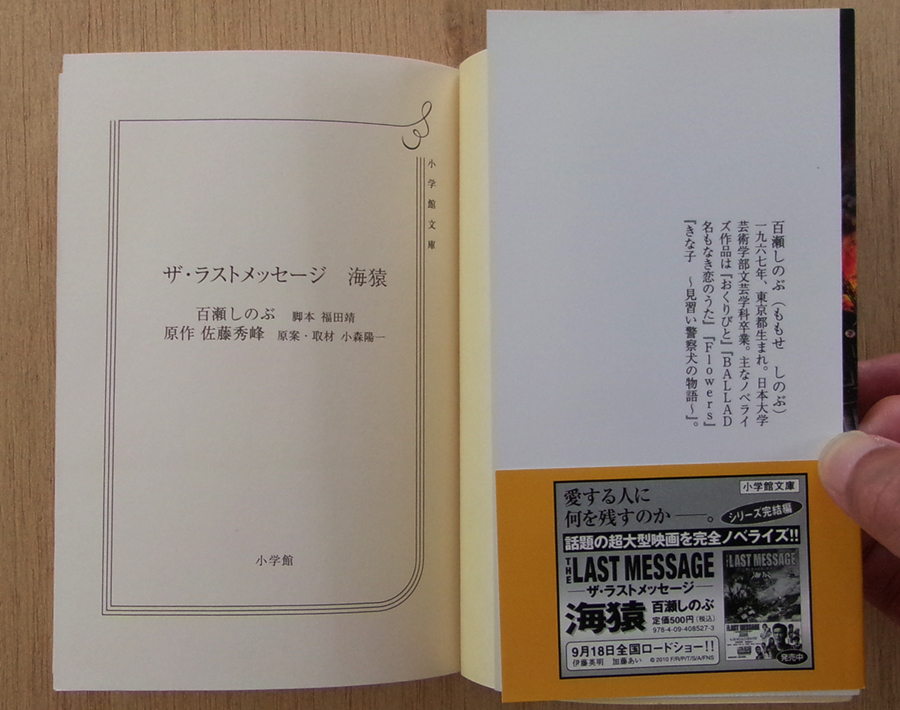 小学館文庫
ザ・ラストメッセージ 海猿
百瀬しのぶ 脚本 福田靖
原作 佐藤秀峰 原案・取材 小森陽一
小学館
百瀬しのぶ（ももせ しのぶ）
一九六七年、東京都生まれ。日本大学
芸術学部文芸学科卒業。主なノベライ
ズ作品は『おくりびと』『BALLAD
名もなき恋のうた』『Flowers』
『きな子 〜見習い警察犬の物語〜』。
小学館文庫
愛する人に
何を残すのか──。
シリーズ完結編
話題の超大型映画を完全ノベライズ!!
THE LAST MESSAGE
─ザ・ラストメッセージ─
海猿 百瀬しのぶ
定価500円（税込）
978-4-09-408527-3
9月18日全国ロードショー!!
伊藤英明 加藤あい ©2010 F/R/P/T/S/A/FNS
THE LAST MESSAGE
海猿
THE LAST MESSAGE
発売中